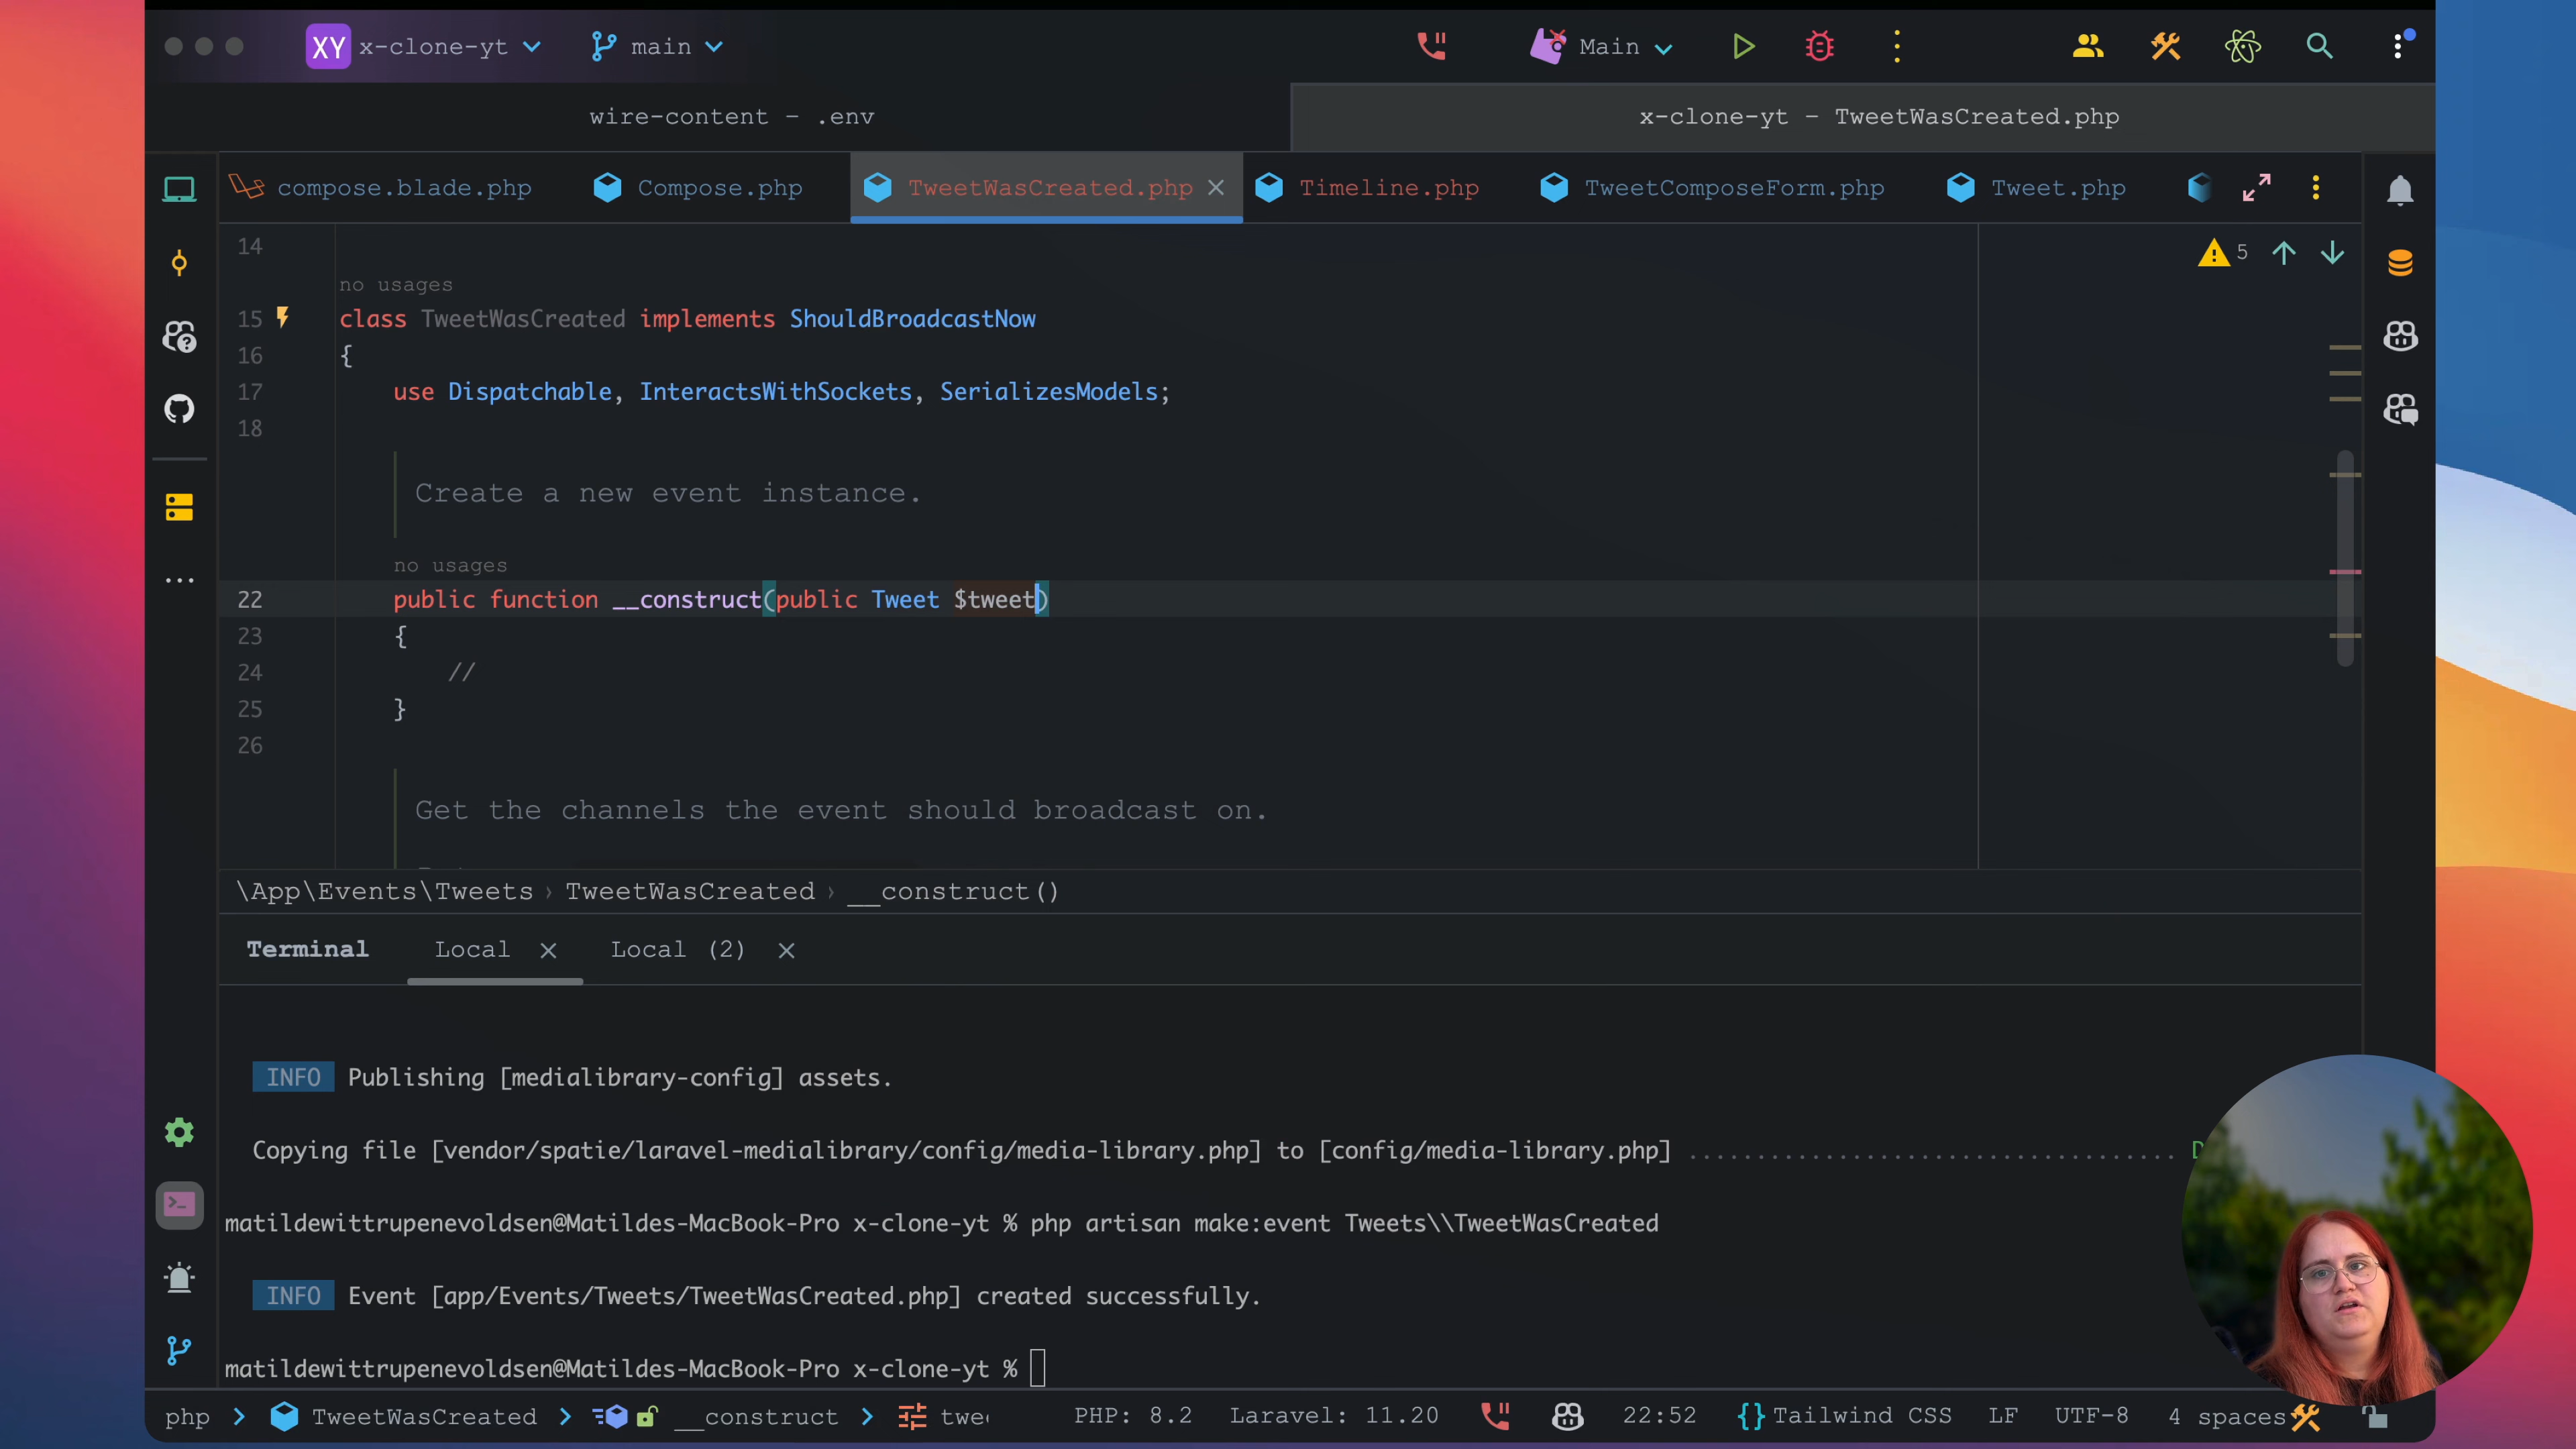 XY x-clone-yt main Main
wire-content – .env
x-clone-yt – TweetWasCreated.php
compose.blade.php Compose.php TweetWasCreated.php Timeline.php TweetComposeForm.php Tweet.php
14
5
no usages
15 class TweetWasCreated implements ShouldBroadcastNow
16 {
17 use Dispatchable, InteractsWithSockets, SerializesModels;
18
Create a new event instance.
no usages
22 public function __construct(public Tweet $tweet)
23 {
24 //
25 }
26
Get the channels the event should broadcast on.
\App\Events\Tweets › TweetWasCreated › __construct()
Terminal Local Local (2)
INFO Publishing [medialibrary-config] assets.
Copying file [vendor/spatie/laravel-medialibrary/config/media-library.php] to [config/media-library.php] ................................... D
matildewittrupenevoldsen@Matildes-MacBook-Pro x-clone-yt % php artisan make:event Tweets\\TweetWasCreated
INFO Event [app/Events/Tweets/TweetWasCreated.php] created successfully.
matildewittrupenevoldsen@Matildes-MacBook-Pro x-clone-yt %
php > TweetWasCreated > __construct > twe PHP: 8.2 Laravel: 11.20 22:52 {} Tailwind CSS LF UTF-8 4 spaces